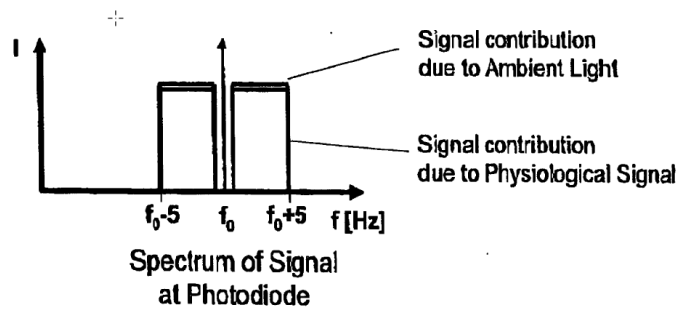 I
Signal contribution
due to Ambient Light
Signal contribution
due to Physiological Signal
f₀-5 f₀ f₀+5 f [Hz]
Spectrum of Signal
at Photodiode